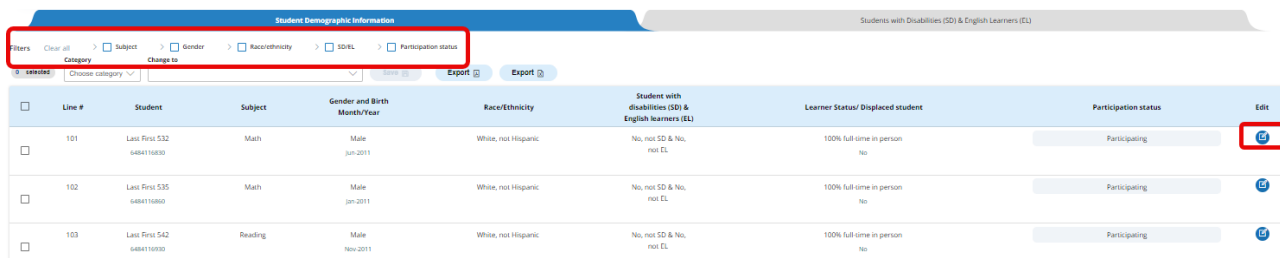 Student Demographic Information
Students with Disabilities (SD) & English Learners (EL)
Filters Clear all Subject Gender Race/ethnicity SD/EL Participation status
Category Change to
0 selected Choose category Save Export Export
Line # Student Subject Gender and Birth Month/Year Race/Ethnicity Student with disabilities (SD) & English learners (EL) Learner Status/ Displaced student Participation status Edit
101 Last First 532 Math Male White, not Hispanic No, not SD & No, 100% full-time in person Participating
6484116830 Jun-2011 not EL No
102 Last First 535 Math Male White, not Hispanic No, not SD & No, 100% full-time in person Participating
6484116860 Jan-2011 not EL No
103 Last First 542 Reading Male White, not Hispanic No, not SD & No, 100% full-time in person Participating
6484116930 Nov-2011 not EL No